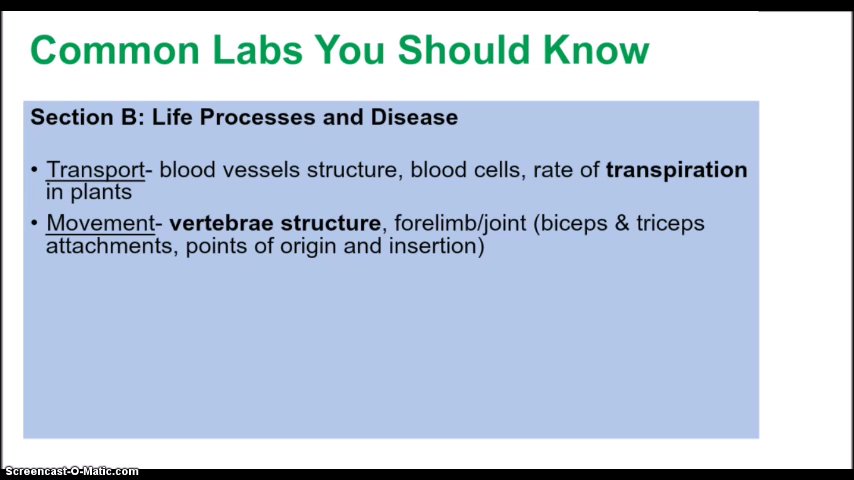 Common Labs You Should Know
Section B: Life Processes and Disease
• Transport- blood vessels structure, blood cells, rate of transpiration
in plants
• Movement- vertebrae structure, forelimb/joint (biceps & triceps
attachments, points of origin and insertion)
Screencast-O-Matic.com